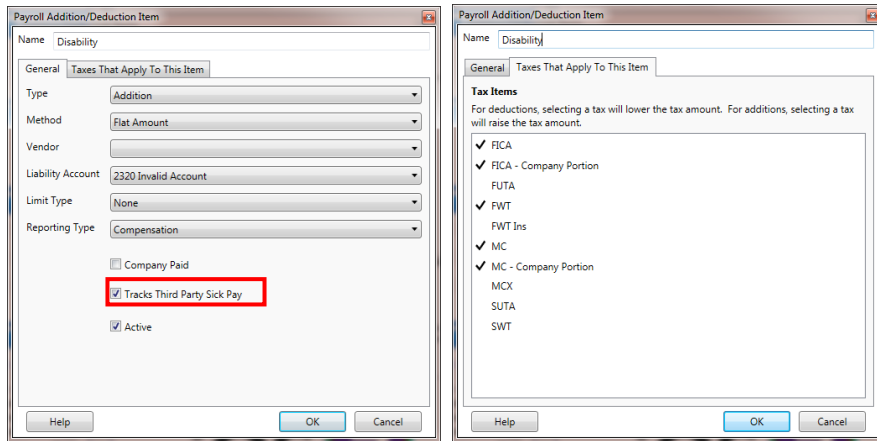 Payroll Addition/Deduction Item
Name Disability
General Taxes That Apply To This Item
Type Addition
Method Flat Amount
Vendor
Liability Account 2320 Invalid Account
Limit Type None
Reporting Type Compensation
Company Paid
Tracks Third Party Sick Pay
Active
Help OK Cancel
Payroll Addition/Deduction Item
Name Disability
General Taxes That Apply To This Item
Tax Items
For deductions, selecting a tax will lower the tax amount. For additions, selecting a tax
will raise the tax amount.
FICA
FICA - Company Portion
FUTA
FWT
FWT Ins
MC
MC - Company Portion
MCX
SUTA
SWT
Help OK Cancel